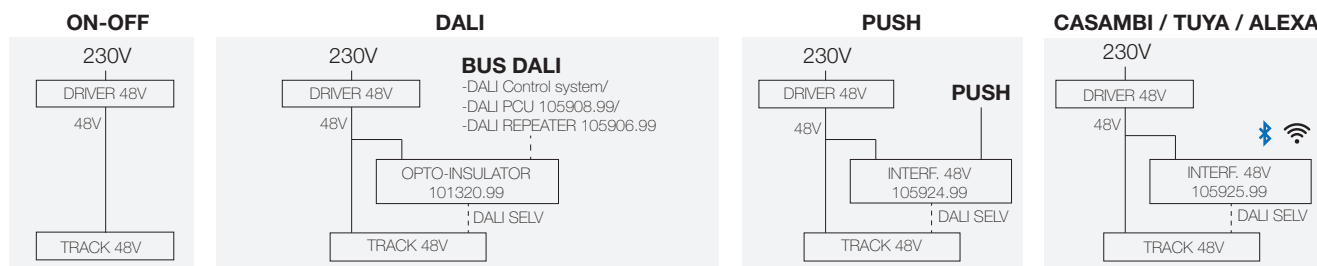 ON-OFF
230V
DRIVER 48V
48V
TRACK 48V
DALI
230V
DRIVER 48V
48V
BUS DALI
-DALI Control system/
-DALI PCU 105908.99/
-DALI REPEATER 105906.99
OPTO-INSULATOR
101320.99
DALI SELV
TRACK 48V
PUSH
230V
DRIVER 48V
PUSH
48V
INTERF. 48V
105924.99
DALI SELV
TRACK 48V
CASAMBI / TUYA / ALEXA
230V
DRIVER 48V
48V
INTERF. 48V
105925.99
DALI SELV
TRACK 48V